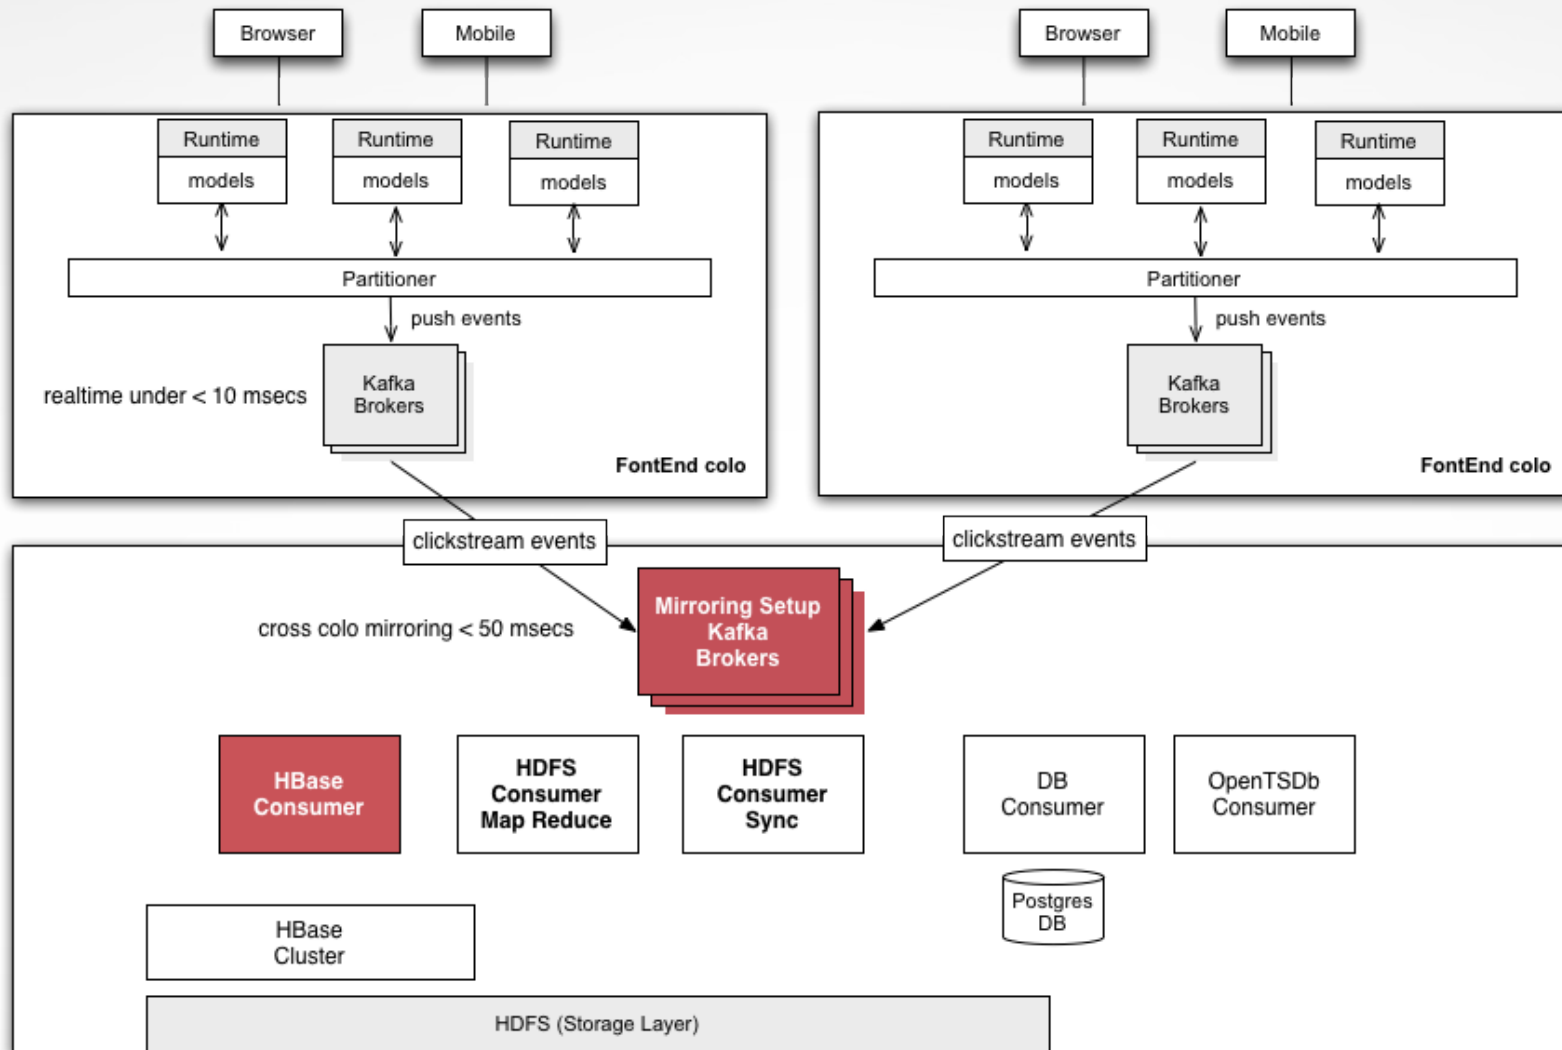 Browser
Mobile
Browser
Mobile
Runtime
models
Runtime
models
Runtime
models
Runtime
models
Runtime
models
Runtime
models
Partitioner
Partitioner
push events
push events
realtime under < 10 msecs
Kafka
Brokers
Kafka
Brokers
FontEnd colo
FontEnd colo
clickstream events
clickstream events
cross colo mirroring < 50 msecs
Mirroring Setup
Kafka
Brokers
HBase
Consumer
HDFS
Consumer
Map Reduce
HDFS
Consumer
Sync
DB
Consumer
OpenTSDb
Consumer
Postgres
DB
HBase
Cluster
HDFS (Storage Layer)